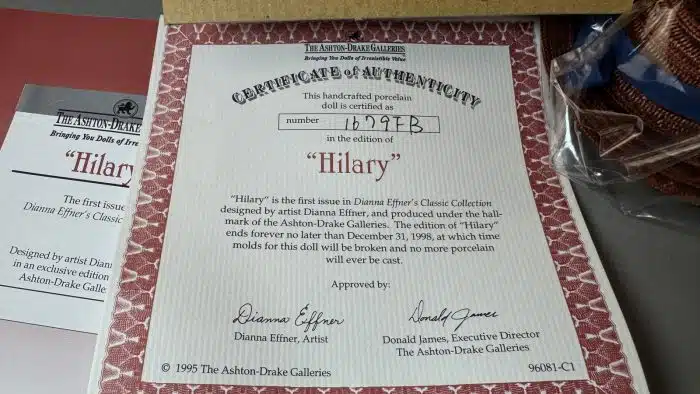 THE ASHTON-DRAKE GALLERIES
Bringing You Dolls of Irresistible Value
CERTIFICATE of AUTHENTICITY
This handcrafted porcelain
doll is certified as
number 1679FB
in the edition of
"Hilary"
"Hilary" is the first issue in Dianna Effner's Classic Collection
designed by artist Dianna Effner, and produced under the hall-
mark of the Ashton-Drake Galleries. The edition of "Hilary"
ends forever no later than December 31, 1998, at which time
molds for this doll will be broken and no more porcelain
will ever be cast.
Approved by:
Dianna Effner
Dianna Effner, Artist
Donald James
Donald James, Executive Director
The Ashton-Drake Galleries
© 1995 The Ashton-Drake Galleries
96081-C1
THE ASHTON-DRAKE
Bringing You Dolls of Irres
"Hilary
The first issue
Dianna Effner's Classic
Designed by artist Dian
in an exclusive edition
Ashton-Drake Galle